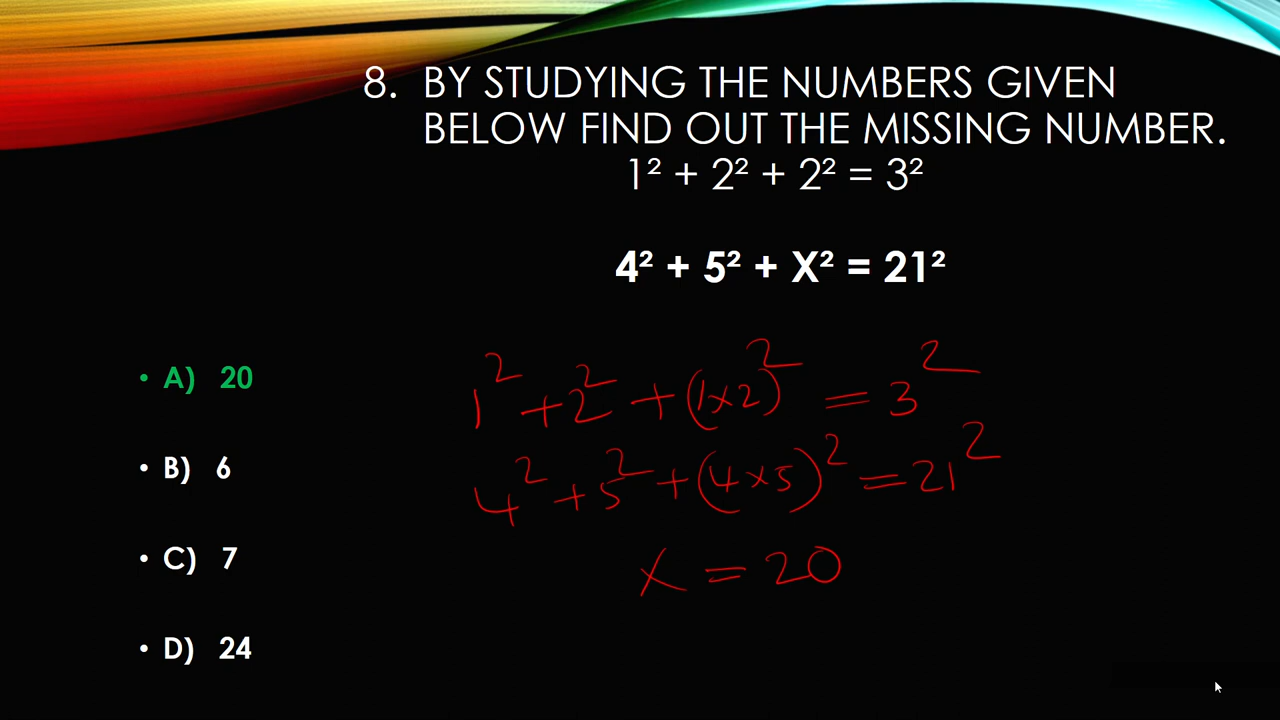 8. BY STUDYING THE NUMBERS GIVEN
BELOW FIND OUT THE MISSING NUMBER.
1² + 2² + 2² = 3²
4² + 5² + X² = 21²
• A) 20
• B) 6
• C) 7
• D) 24
1² + 2² + (1×2)² = 3²
4² + 5² + (4×5)² = 21²
x = 20